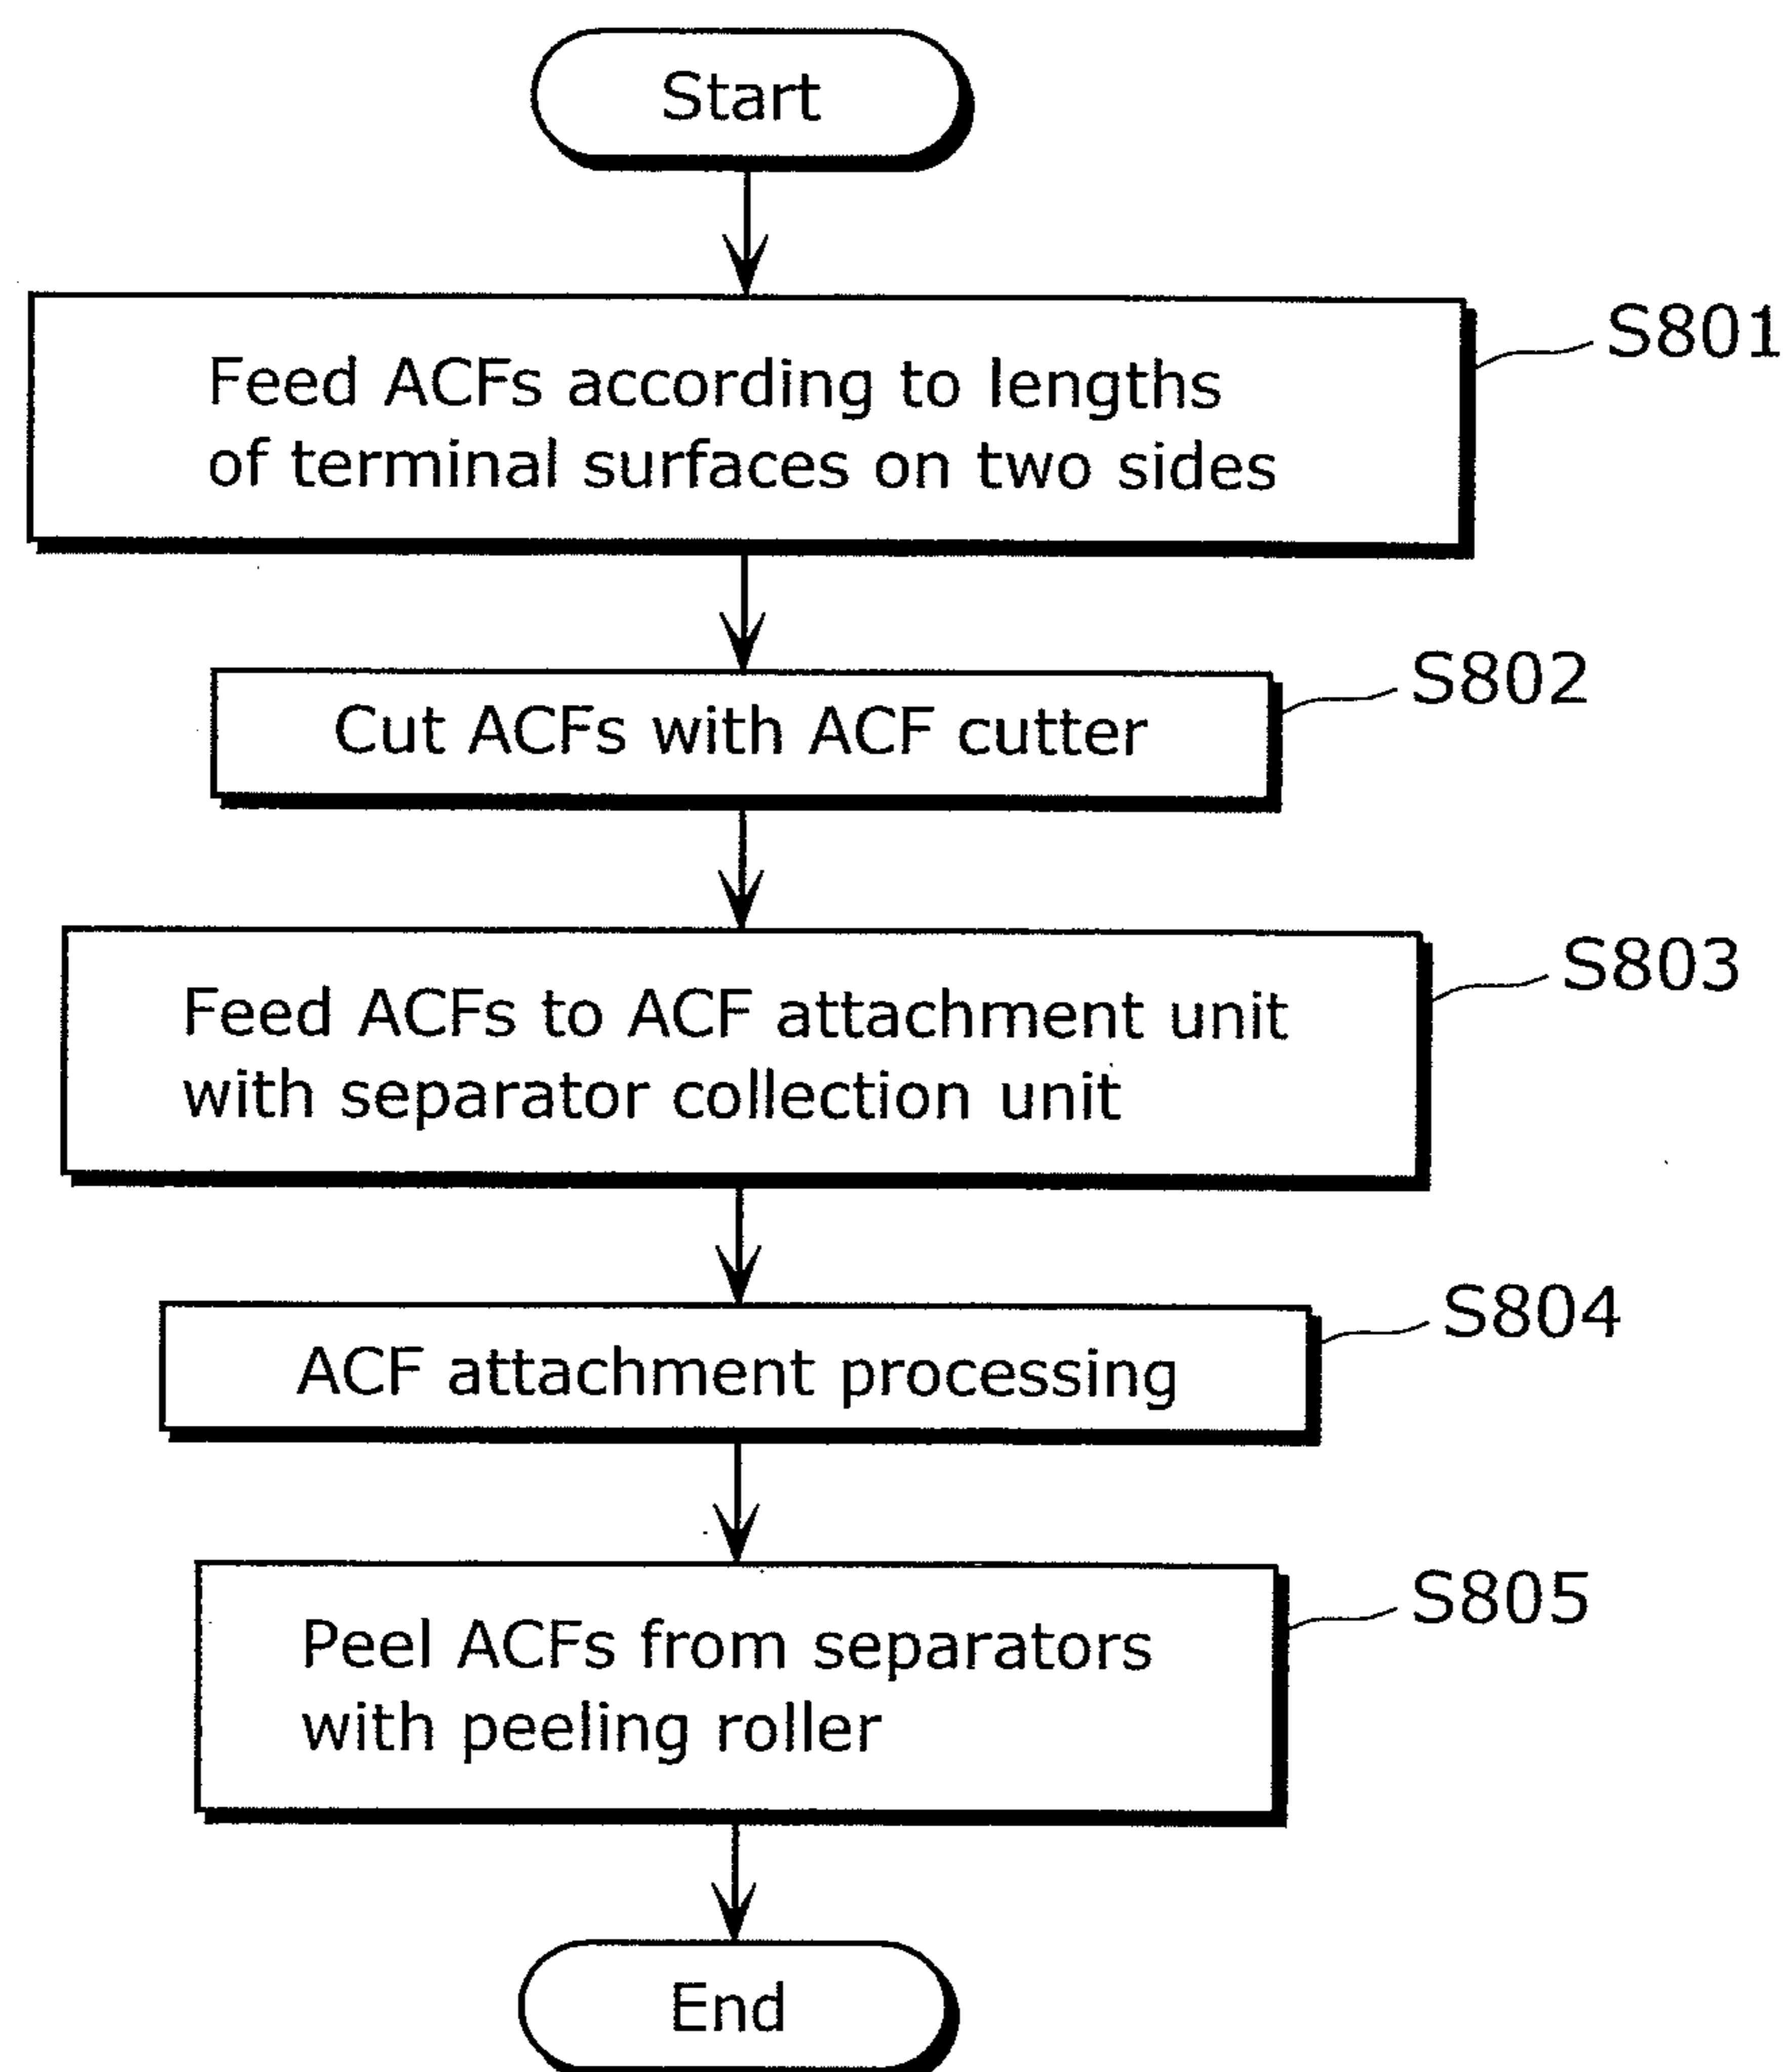 Start
S801
Feed ACFs according to lengths
of terminal surfaces on two sides
S802
Cut ACFs with ACF cutter
S803
Feed ACFs to ACF attachment unit
with separator collection unit
S804
ACF attachment processing
S805
Peel ACFs from separators
with peeling roller
End